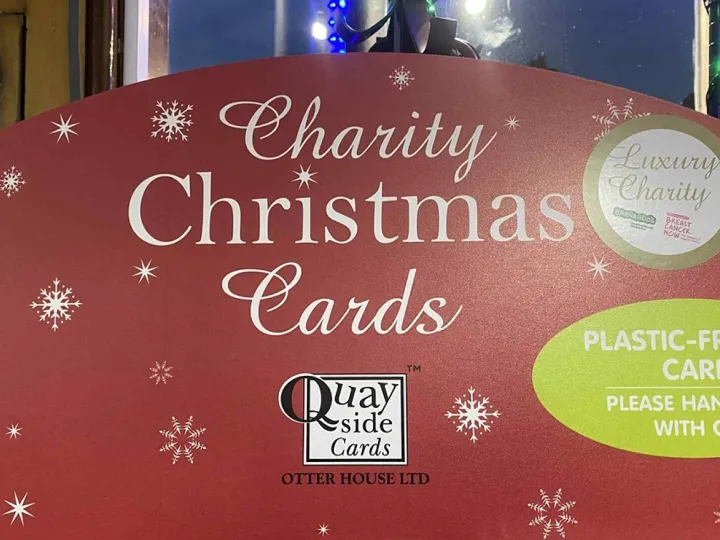 Charity
Christmas
Cards
Luxury
Charity
BREAST
CANCER
NOW
PLASTIC-FR
CAR
PLEASE HAN
WITH
Quay
side
Cards
TM
OTTER HOUSE LTD